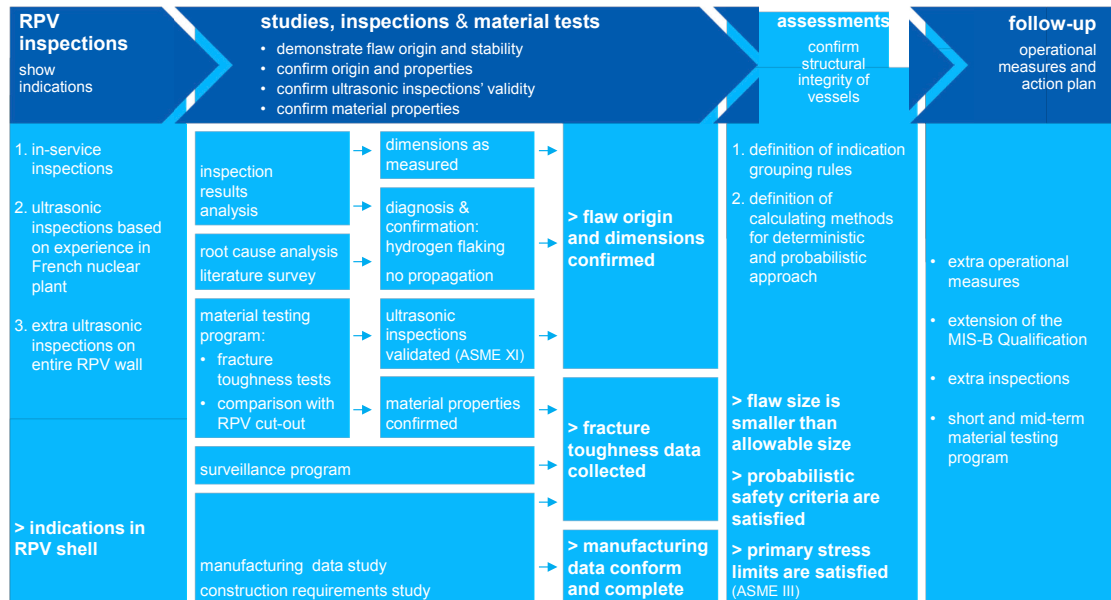 RPV
inspections
show
indications
studies, inspections & material tests
• demonstrate flaw origin and stability
• confirm origin and properties
• confirm ultrasonic inspections’ validity
• confirm material properties
assessments
confirm
structural
integrity of
vessels
follow-up
operational
measures and
action plan
1. in-service
inspections
2. ultrasonic
inspections based
on experience in
French nuclear
plant
3. extra ultrasonic
inspections on
entire RPV wall
> indications in
RPV shell
inspection
results
analysis
root cause analysis
literature survey
material testing
program:
• fracture
toughness tests
• comparison with
RPV cut-out
surveillance program
manufacturing data study
construction requirements study
dimensions as
measured
diagnosis &
confirmation:
hydrogen flaking
no propagation
ultrasonic
inspections
validated (ASME XI)
material properties
confirmed
> flaw origin
and dimensions
confirmed
> fracture
toughness data
collected
> manufacturing
data conform
and complete
1. definition of indication
grouping rules
2. definition of
calculating methods
for deterministic
and probabilistic
approach
> flaw size is
smaller than
allowable size
> probabilistic
safety criteria are
satisfied
> primary stress
limits are satisfied
(ASME III)
• extra operational
measures
• extension of the
MIS-B Qualification
• extra inspections
• short and mid-term
material testing
program